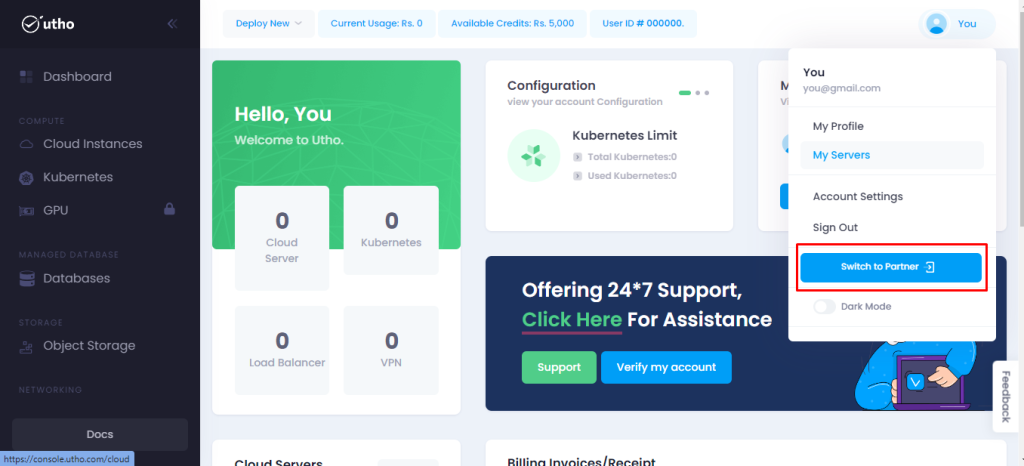 utho
Deploy New
Current Usage: Rs. 0
Available Credits: Rs. 5,000
User ID # 000000.
You
Dashboard
COMPUTE
Cloud Instances
Kubernetes
GPU
MANAGED DATABASE
Databases
STORAGE
Object Storage
NETWORKING
Docs
https://console.utho.com/cloud
Hello, You
Welcome to Utho.
0
Cloud
Server
0
Kubernetes
0
Load Balancer
0
VPN
Configuration
view your account Configuration
Kubernetes Limit
Total Kubernetes:0
Used Kubernetes:0
You
you@gmail.com
My Profile
My Servers
Account Settings
Sign Out
Switch to Partner
Dark Mode
Offering 24*7 Support,
Click Here For Assistance
Support
Verify my account
Feedback
Cloud Servers
Billing Invoices/Receipt